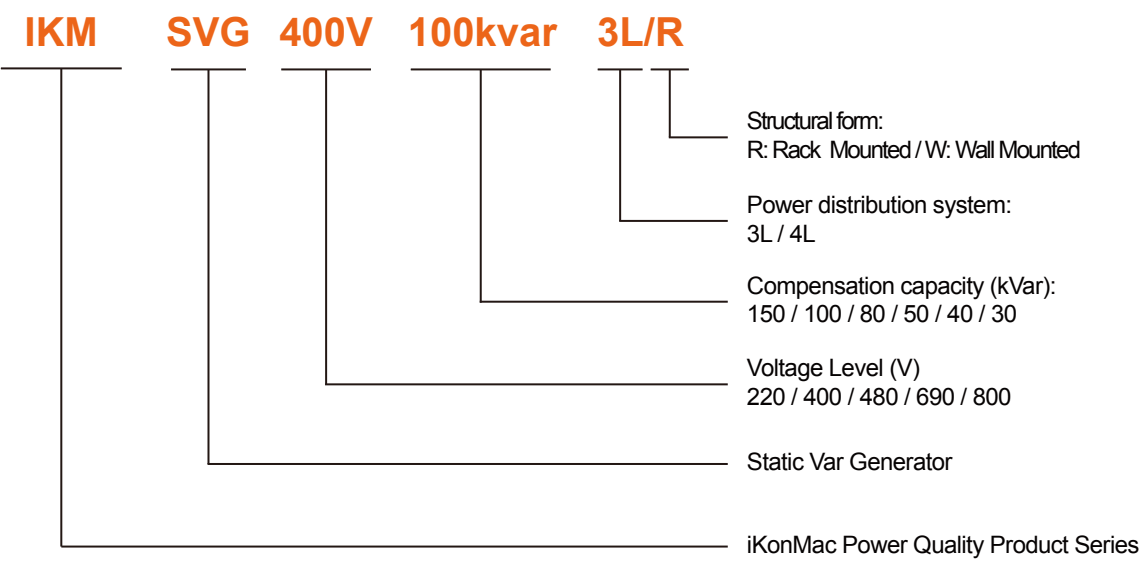 IKM SVG 400V 100kvar 3L/R
Structural form:
R: Rack Mounted / W: Wall Mounted
Power distribution system:
3L / 4L
Compensation capacity (kVar):
150 / 100 / 80 / 50 / 40 / 30
Voltage Level (V)
220 / 400 / 480 / 690 / 800
Static Var Generator
iKonMac Power Quality Product Series